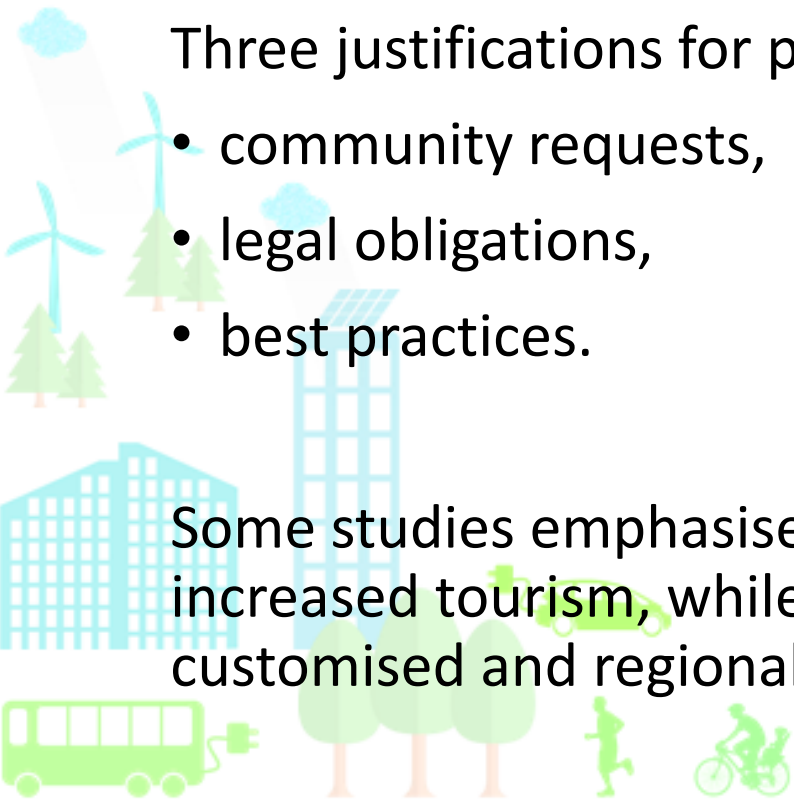 Three justifications for p
• community requests,
• legal obligations,
• best practices.
Some studies emphasise
increased tourism, while
customised and regional